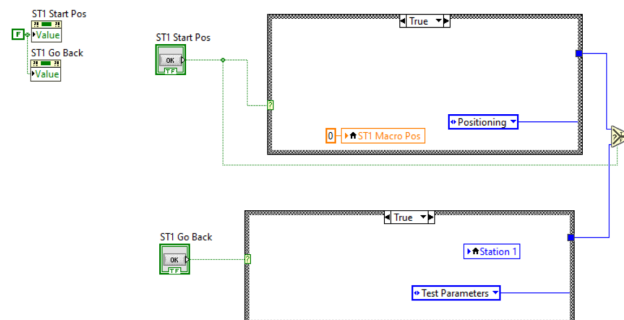 ST1 Start Pos
F
Value
ST1 Go Back
Value
True
ST1 Start Pos
OK
TF
?
Positioning
0
ST1 Macro Pos
?
True
ST1 Go Back
OK
TF
?
Station 1
Test Parameters